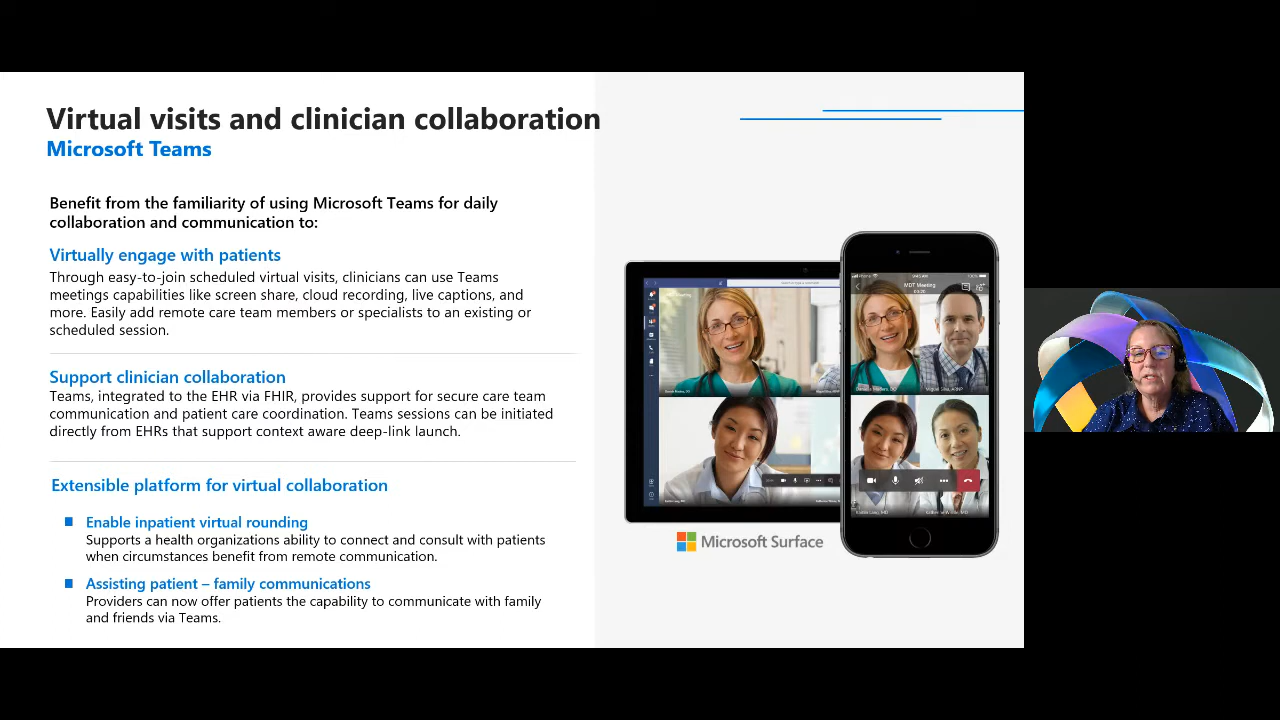 Virtual visits and clinician collaboration
Microsoft Teams
Benefit from the familiarity of using Microsoft Teams for daily
collaboration and communication to:
Virtually engage with patients
Through easy-to-join scheduled virtual visits, clinicians can use Teams
meetings capabilities like screen share, cloud recording, live captions, and
more. Easily add remote care team members or specialists to an existing or
scheduled session.
Support clinician collaboration
Teams, integrated to the EHR via FHIR, provides support for secure care team
communication and patient care coordination. Teams sessions can be initiated
directly from EHRs that support context aware deep-link launch.
Extensible platform for virtual collaboration
Enable inpatient virtual rounding
Supports a health organizations ability to connect and consult with patients
when circumstances benefit from remote communication.
Assisting patient – family communications
Providers can now offer patients the capability to communicate with family
and friends via Teams.
MDT Meeting
Microsoft Surface